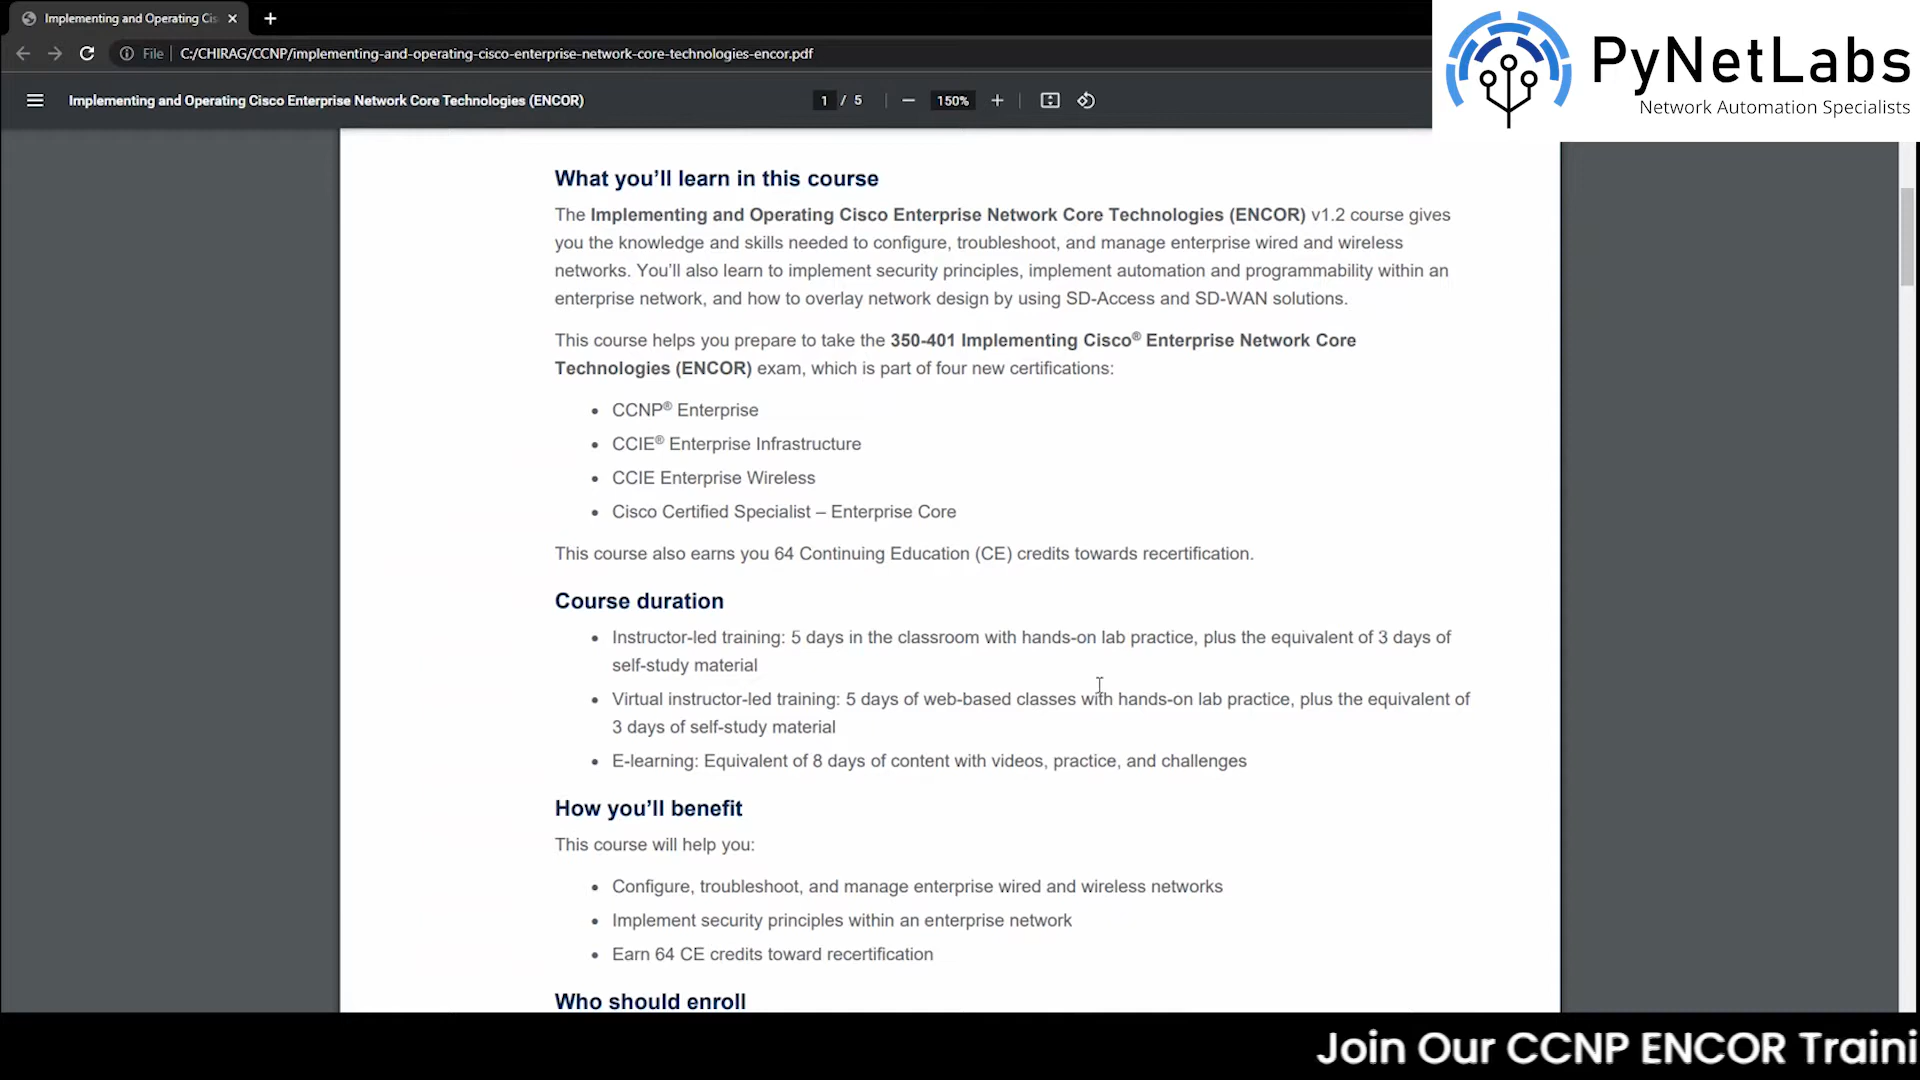 Implementing and Operating Cis
File C:/CHIRAG/CCNP/implementing-and-operating-cisco-enterprise-network-core-technologies-encor.pdf
PyNetLabs
Network Automation Specialists
Implementing and Operating Cisco Enterprise Network Core Technologies (ENCOR)
1 / 5
150%
What you’ll learn in this course
The Implementing and Operating Cisco Enterprise Network Core Technologies (ENCOR) v1.2 course gives
you the knowledge and skills needed to configure, troubleshoot, and manage enterprise wired and wireless
networks. You’ll also learn to implement security principles, implement automation and programmability within an
enterprise network, and how to overlay network design by using SD-Access and SD-WAN solutions.
This course helps you prepare to take the 350-401 Implementing Cisco® Enterprise Network Core
Technologies (ENCOR) exam, which is part of four new certifications:
• CCNP® Enterprise
• CCIE® Enterprise Infrastructure
• CCIE Enterprise Wireless
• Cisco Certified Specialist – Enterprise Core
This course also earns you 64 Continuing Education (CE) credits towards recertification.
Course duration
• Instructor-led training: 5 days in the classroom with hands-on lab practice, plus the equivalent of 3 days of
self-study material
• Virtual instructor-led training: 5 days of web-based classes with hands-on lab practice, plus the equivalent of
3 days of self-study material
• E-learning: Equivalent of 8 days of content with videos, practice, and challenges
How you’ll benefit
This course will help you:
• Configure, troubleshoot, and manage enterprise wired and wireless networks
• Implement security principles within an enterprise network
• Earn 64 CE credits toward recertification
Who should enroll
Join Our CCNP ENCOR Traini